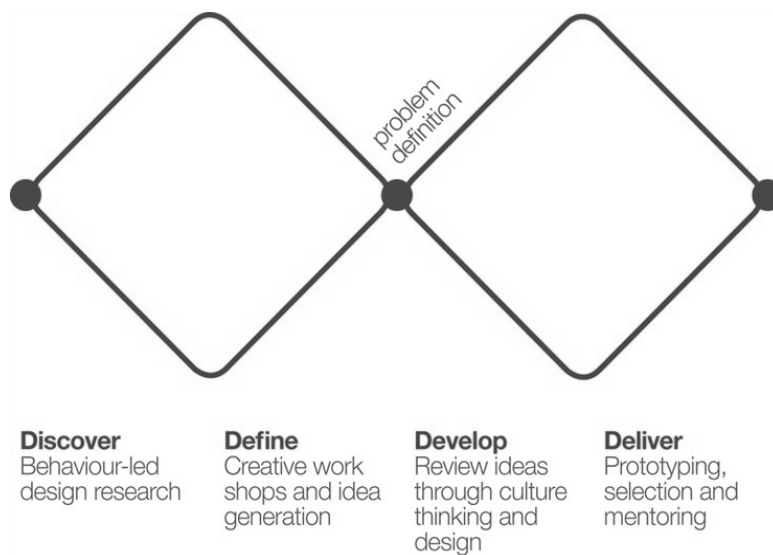 problem
definition
Discover
Behaviour-led
design research
Define
Creative work
shops and idea
generation
Develop
Review ideas
through culture
thinking and
design
Deliver
Prototyping,
selection and
mentoring